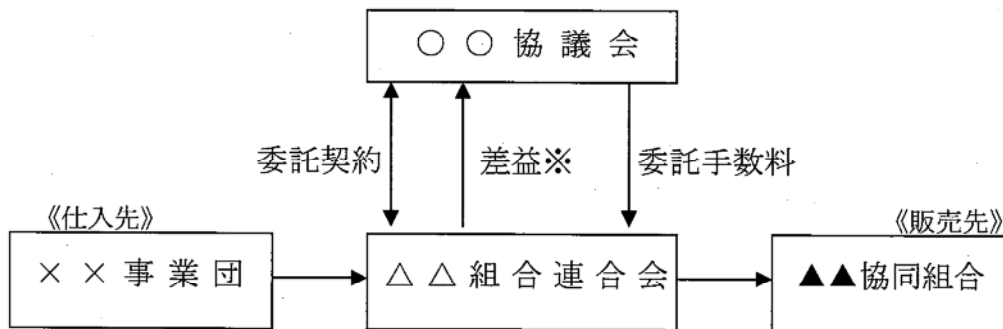 ○○協議会
委託契約
差益※
委託手数料
《仕入先》
《販売先》
××事業団
△△組合連合会
▲▲協同組合